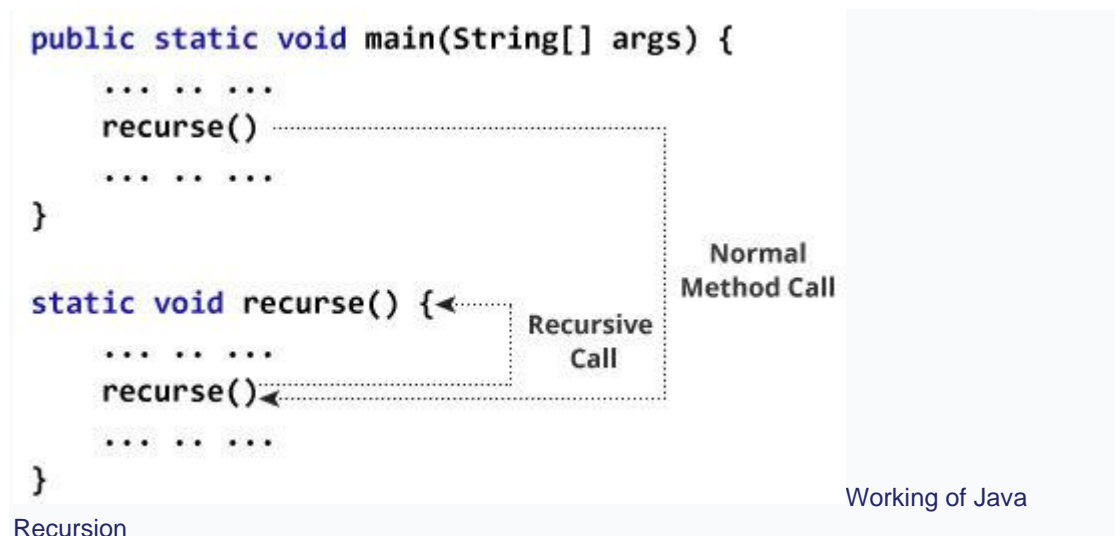 public static void main(String[] args) {
... .. ...
recurse()
... .. ...
}
Normal
Method Call
static void recurse() {
Recursive
Call
... .. ...
recurse()
... .. ...
}
Working of Java
Recursion